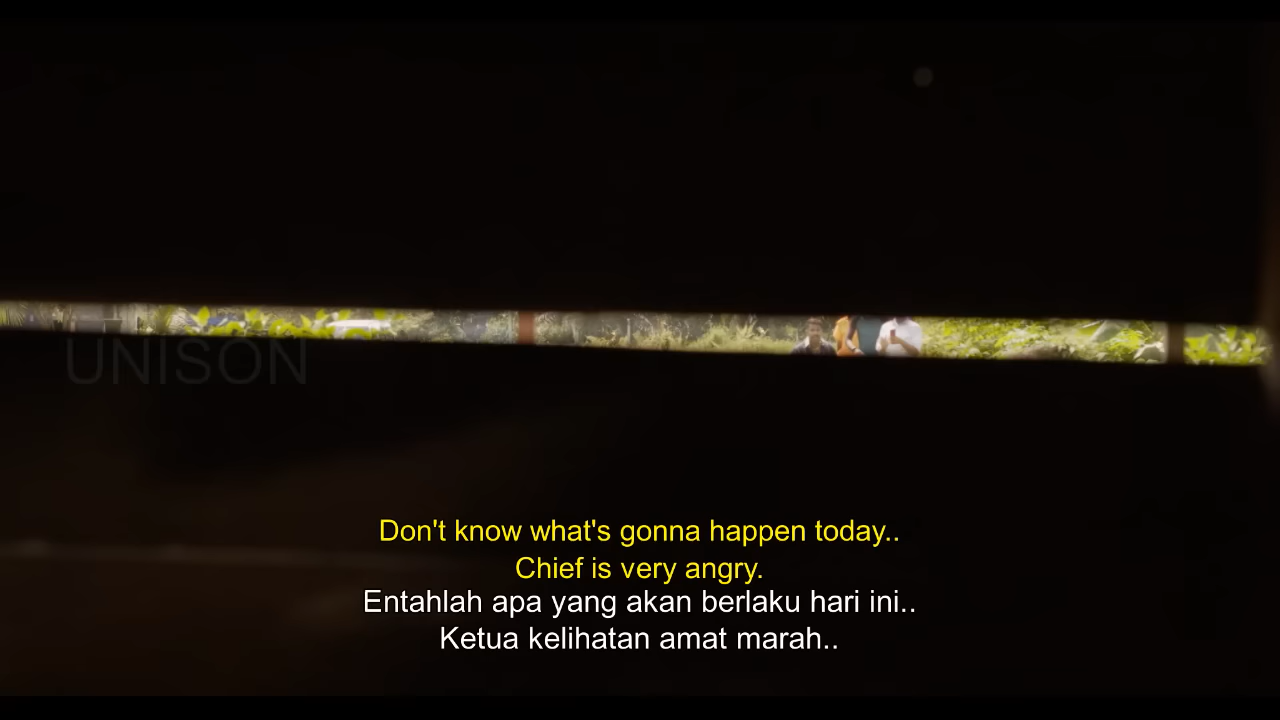 UNISON
Don't know what's gonna happen today..
Chief is very angry.
Entahlah apa yang akan berlaku hari ini..
Ketua kelihatan amat marah..